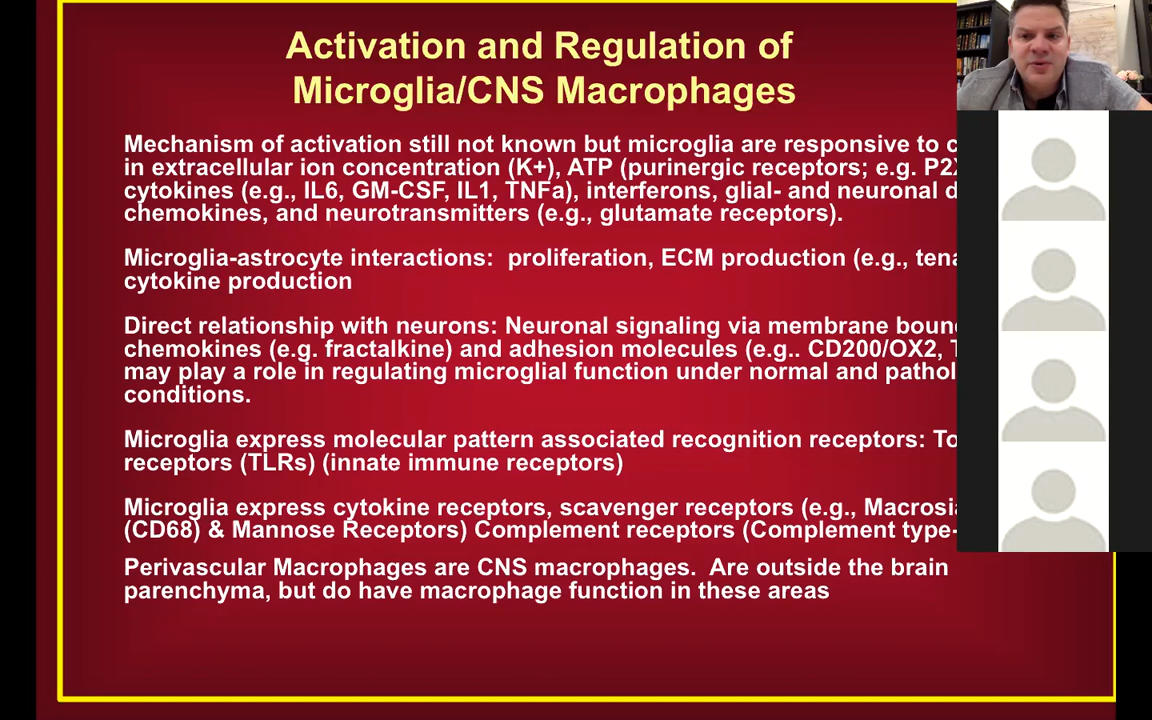 Activation and Regulation of
Microglia/CNS Macrophages
Mechanism of activation still not known but microglia are responsive to
in extracellular ion concentration (K+), ATP (purinergic receptors; e.g.
cytokines (e.g., IL6, GM-CSF, IL1, TNFa), interferons, glial- and neuronal
chemokines, and neurotransmitters (e.g., glutamate receptors).
Microglia-astrocyte interactions: proliferation, ECM production (e.g.,
cytokine production
Direct relationship with neurons: Neuronal signaling via membrane
chemokines (e.g. fractalkine) and adhesion molecules (e.g.. CD200/OX2,
may play a role in regulating microglial function under normal and
conditions.
Microglia express molecular pattern associated recognition receptors:
receptors (TLRs) (innate immune receptors)
Microglia express cytokine receptors, scavenger receptors (e.g.,
(CD68) & Mannose Receptors) Complement receptors (Complement
Perivascular Macrophages are CNS macrophages. Are outside the brain
parenchyma, but do have macrophage function in these areas